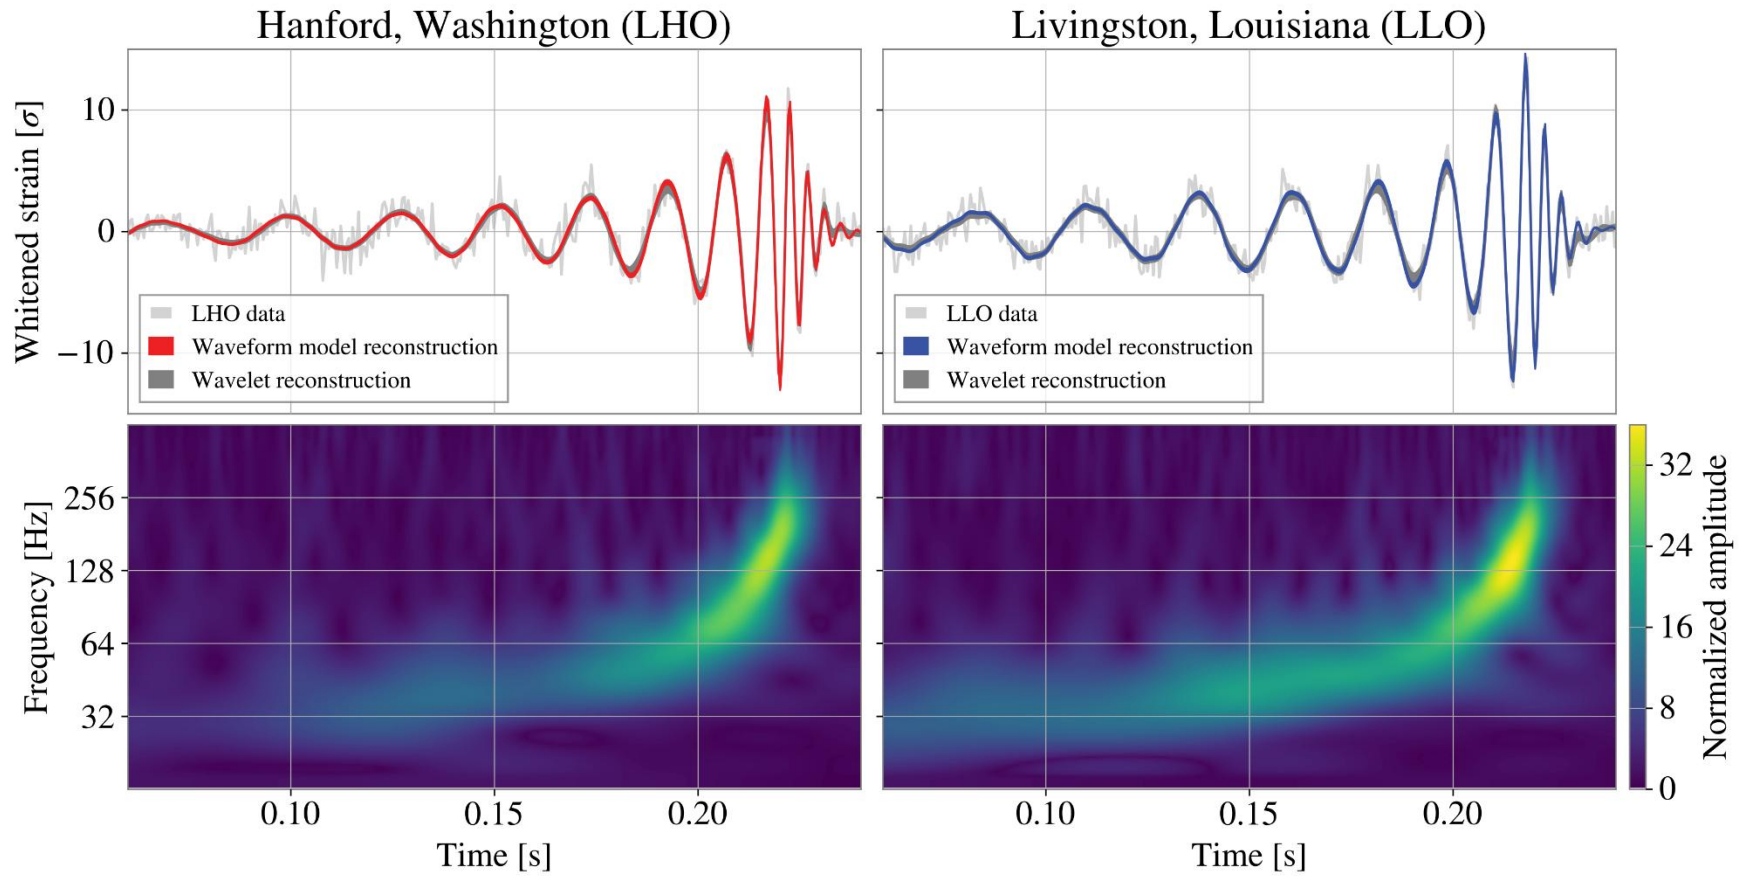 Hanford, Washington (LHO)
Livingston, Louisiana (LLO)
Whitened strain [σ]
10
0
−10
LHO data
Waveform model reconstruction
Wavelet reconstruction
LLO data
Waveform model reconstruction
Wavelet reconstruction
Frequency [Hz]
256
128
64
32
0.10
0.15
0.20
Time [s]
0.10
0.15
0.20
Time [s]
32
24
16
8
0
Normalized amplitude